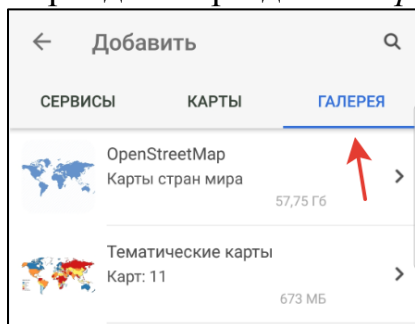 Добавить
СЕРВИСЫ КАРТЫ ГАЛЕРЕЯ
OpenStreetMap
Карты стран мира
57,75 Гб
Тематические карты
Карт: 11
673 МБ